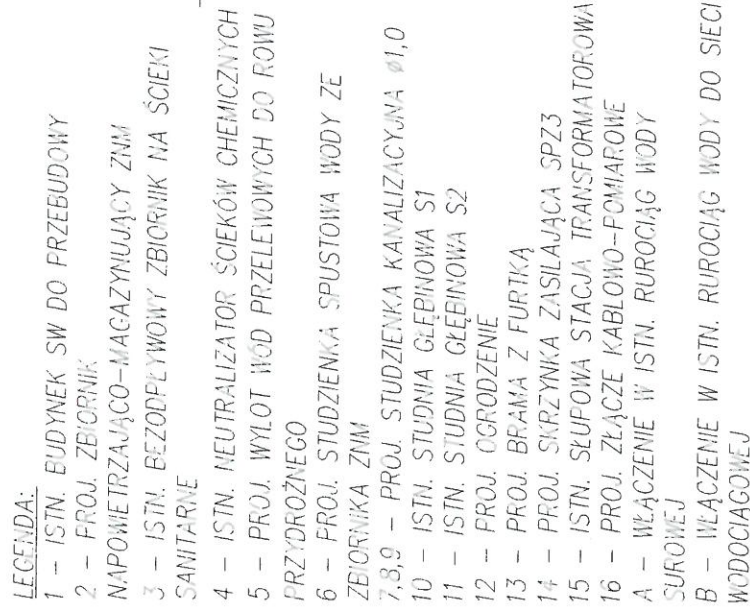 LEGENDA:
1 – ISTN. BUDYNEK SW DO PRZEBUDOWY
2 – PROJ. ZBIORNIK
NAPOWIETRZAJĄCO-MAGAZYNUJĄCY ZNM
3 – ISTN. BEZODPŁYWOWY ZBIORNIK NA ŚCIEKI
SANITARNE
4 – ISTN. NEUTRALIZATOR ŚCIEKÓW CHEMICZNYCH
5 – PROJ. WYLOT WÓD PRZELEWOWYCH DO ROWU
PRZYDROŻNEGO
6 – PROJ. STUDZIENKA SPUSTOWA WODY ZE
ZBIORNIKA ZNM
7,8,9 – PROJ. STUDZIENKA KANALIZACYJNA ø1,0
10 – ISTN. STUDNIA GŁĘBINOWA S1
11 – ISTN. STUDNIA GŁĘBINOWA S2
12 – PROJ. OGRODZENIE
13 – PROJ. BRAMA Z FURTKĄ
14 – PROJ. SKRZYNKA ZASILAJĄCA SPZ3
15 – ISTN. SŁUPOWA STACJA TRANSFORMATOROWA
16 – PROJ. ZŁĄCZE KABLOWO-POMIAROWE
A – WŁĄCZENIE W ISTN. RUROCIĄG WODY
SUROWEJ
B – WŁĄCZENIE W ISTN. RUROCIĄG WODY DO SIECI
WODOCIĄGOWEJ